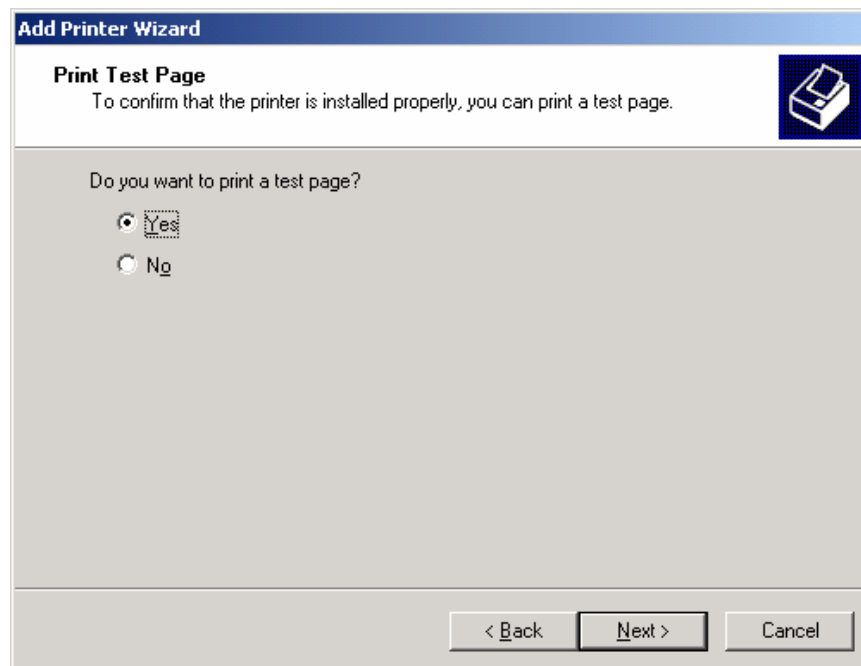 Add Printer Wizard
Print Test Page
To confirm that the printer is installed properly, you can print a test page.
Do you want to print a test page?
Yes
No
< Back Next > Cancel